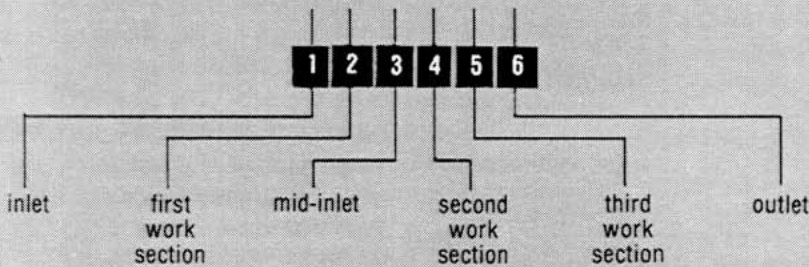 1 2 3 4 5 6
inlet first mid-inlet second third outlet
work work work
section section section